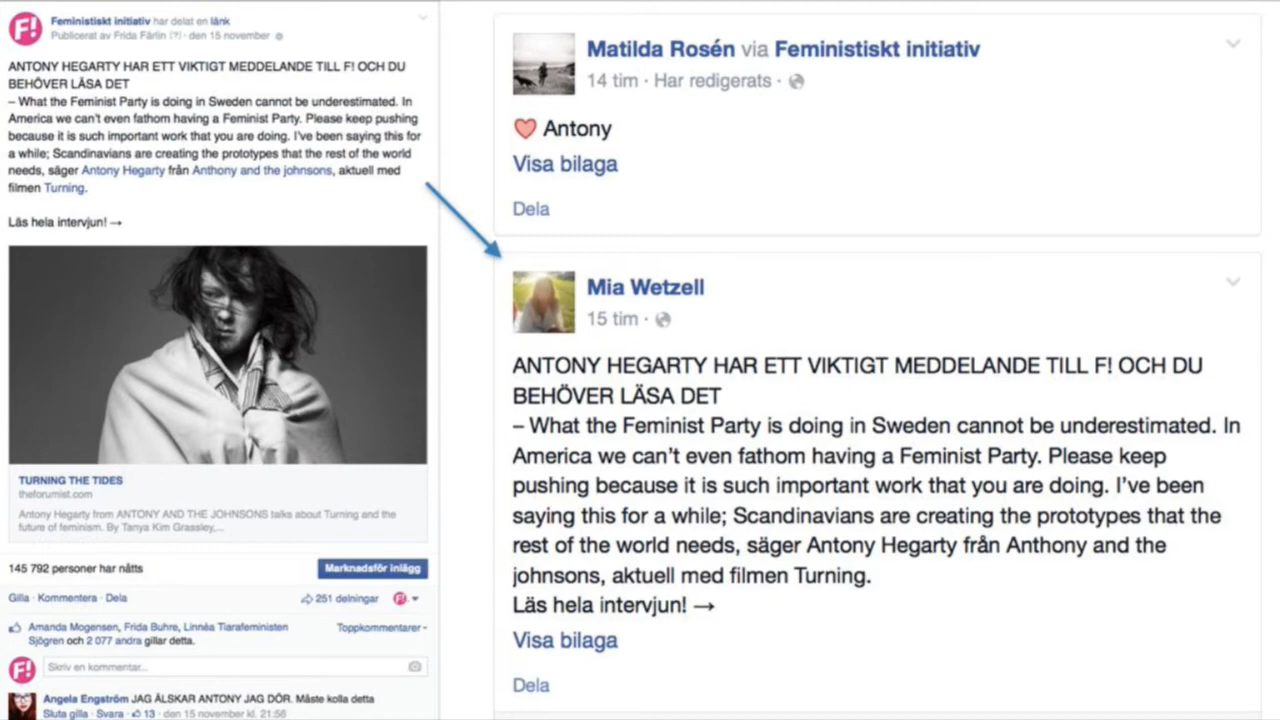 F!
Feministiskt initiativ har delat en länk
Publicerat av Frida Färlin [?] · den 15 november
ANTONY HEGARTY HAR ETT VIKTIGT MEDDELANDE TILL F! OCH DU
BEHÖVER LÄSA DET
– What the Feminist Party is doing in Sweden cannot be underestimated. In
America we can't even fathom having a Feminist Party. Please keep pushing
because it is such important work that you are doing. I've been saying this for
a while; Scandinavians are creating the prototypes that the rest of the world
needs, säger Antony Hegarty från Anthony and the johnsons, aktuell med
filmen Turning.
Läs hela intervjun! →
TURNING THE TIDES
theforumist.com
Antony Hegarty from ANTONY AND THE JOHNSONS talks about Turning and the
future of feminism. By Tanya Kim Grassley,...
145 792 personer har nåtts
Marknadsför inlägg
Gilla · Kommentera · Dela
251 delningar
F!
Amanda Mogensen, Frida Buhre, Linnéa Tiarafeministen
Sjögren och 2 077 andra gillar detta.
Toppkommentarer
F!
Skriv en kommentar...
Angela Engström JAG ÄLSKAR ANTONY JAG DÖR. Måste kolla detta
Sluta gilla · Svara · 13 · den 15 november kl. 21:56
Matilda Rosén via Feministiskt initiativ
14 tim · Har redigerats ·
Antony
Visa bilaga
Dela
Mia Wetzell
15 tim ·
ANTONY HEGARTY HAR ETT VIKTIGT MEDDELANDE TILL F! OCH DU
BEHÖVER LÄSA DET
– What the Feminist Party is doing in Sweden cannot be underestimated. In
America we can't even fathom having a Feminist Party. Please keep
pushing because it is such important work that you are doing. I've been
saying this for a while; Scandinavians are creating the prototypes that the
rest of the world needs, säger Antony Hegarty från Anthony and the
johnsons, aktuell med filmen Turning.
Läs hela intervjun! →
Visa bilaga
Dela